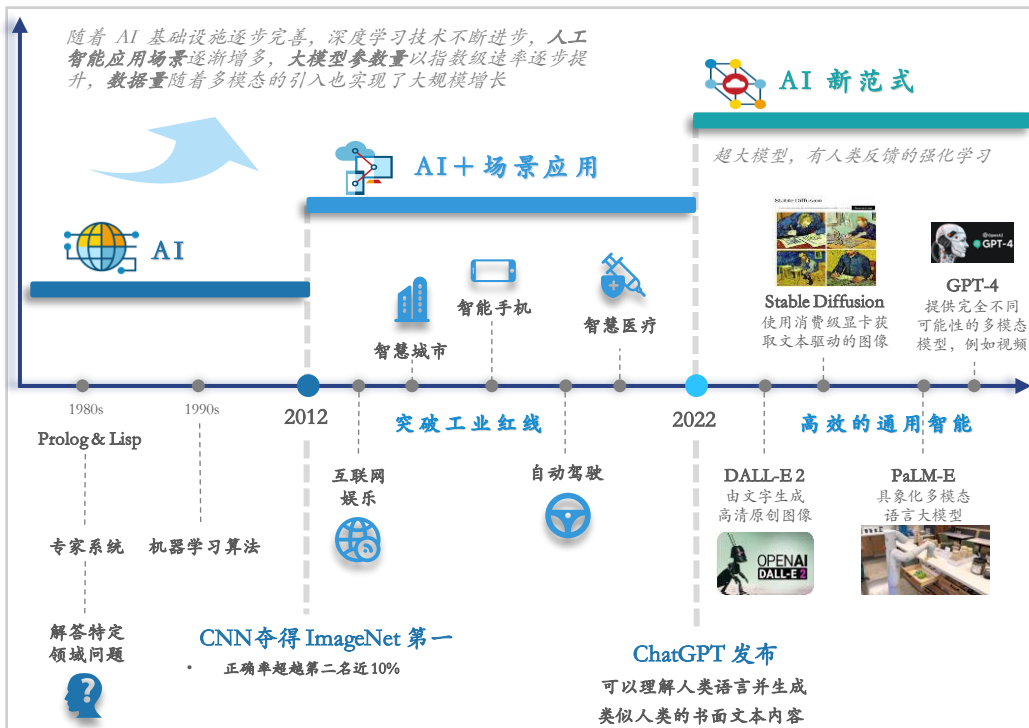 随着 AI 基础设施逐步完善，深度学习技术不断进步，人工
智能应用场景逐渐增多，大模型参数量以指数级速率逐步提
升，数据量随着多模态的引入也实现了大规模增长
AI 新范式
超大模型，有人类反馈的强化学习
AI＋场景应用
AI
Stable Diffusion
OpenAI
GPT-4
智慧城市
智能手机
智慧医疗
Stable Diffusion
使用消费级显卡获
取文本驱动的图像
GPT-4
提供完全不同
可能性的多模态
模型，例如视频
1980s
1990s
2012
突破工业红线
2022
高效的通用智能
Prolog & Lisp
专家系统
机器学习算法
解答特定
领域问题
互联网
娱乐
自动驾驶
DALL-E 2
由文字生成
高清原创图像
OPENAI
DALL-E 2
PaLM-E
具象化多模态
语言大模型
CNN夺得 ImageNet 第一
• 正确率超越第二名近10%
ChatGPT 发布
可以理解人类语言并生成
类似人类的书面文本内容